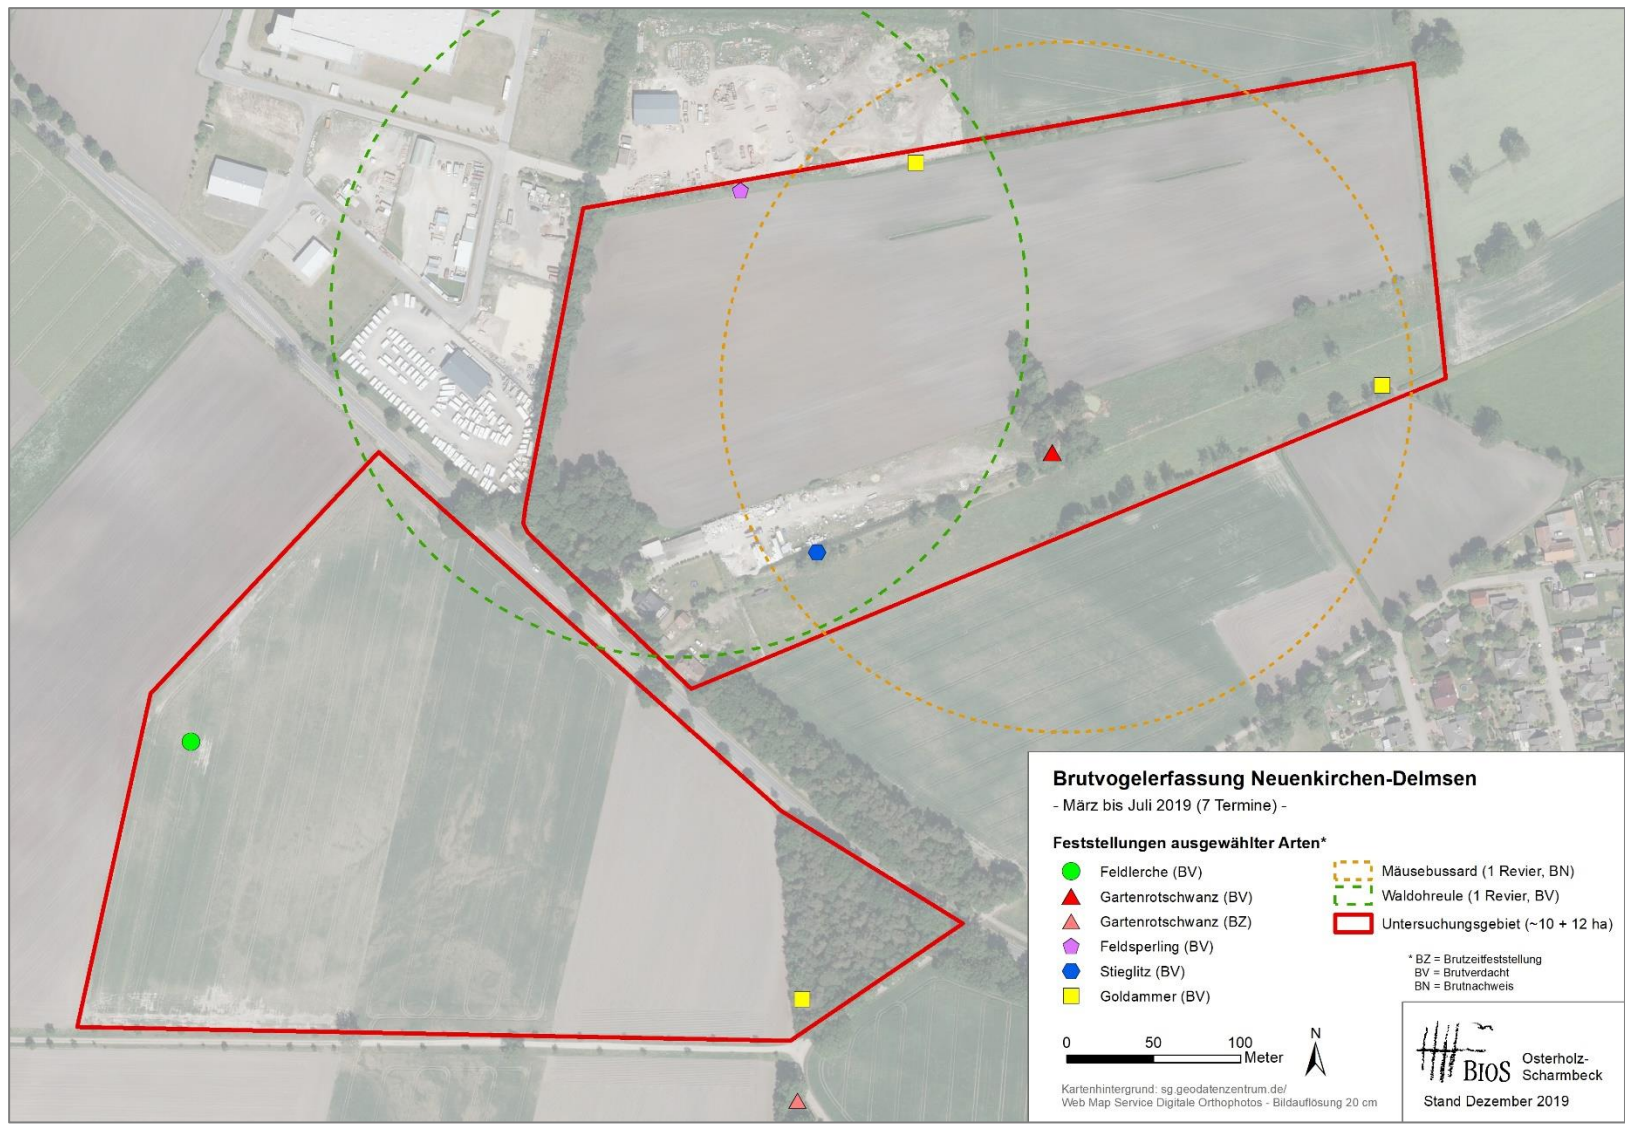 Brutvogelerfassung Neuenkirchen-Delmsen
- März bis Juli 2019 (7 Termine) -
Feststellungen ausgewählter Arten*
Feldlerche (BV)
Gartenrotschwanz (BV)
Gartenrotschwanz (BZ)
Feldsperling (BV)
Stieglitz (BV)
Goldammer (BV)
Mäusebussard (1 Revier, BN)
Waldohreule (1 Revier, BV)
Untersuchungsgebiet (~10 + 12 ha)
* BZ = Brutzeitfeststellung
BV = Brutverdacht
BN = Brutnachweis
0 50 100
Meter
N
Kartenhintergrund: sg.geodatenzentrum.de/
Web Map Service Digitale Orthophotos - Bildauflösung 20 cm
BIOS
Osterholz-
Scharmbeck
Stand Dezember 2019